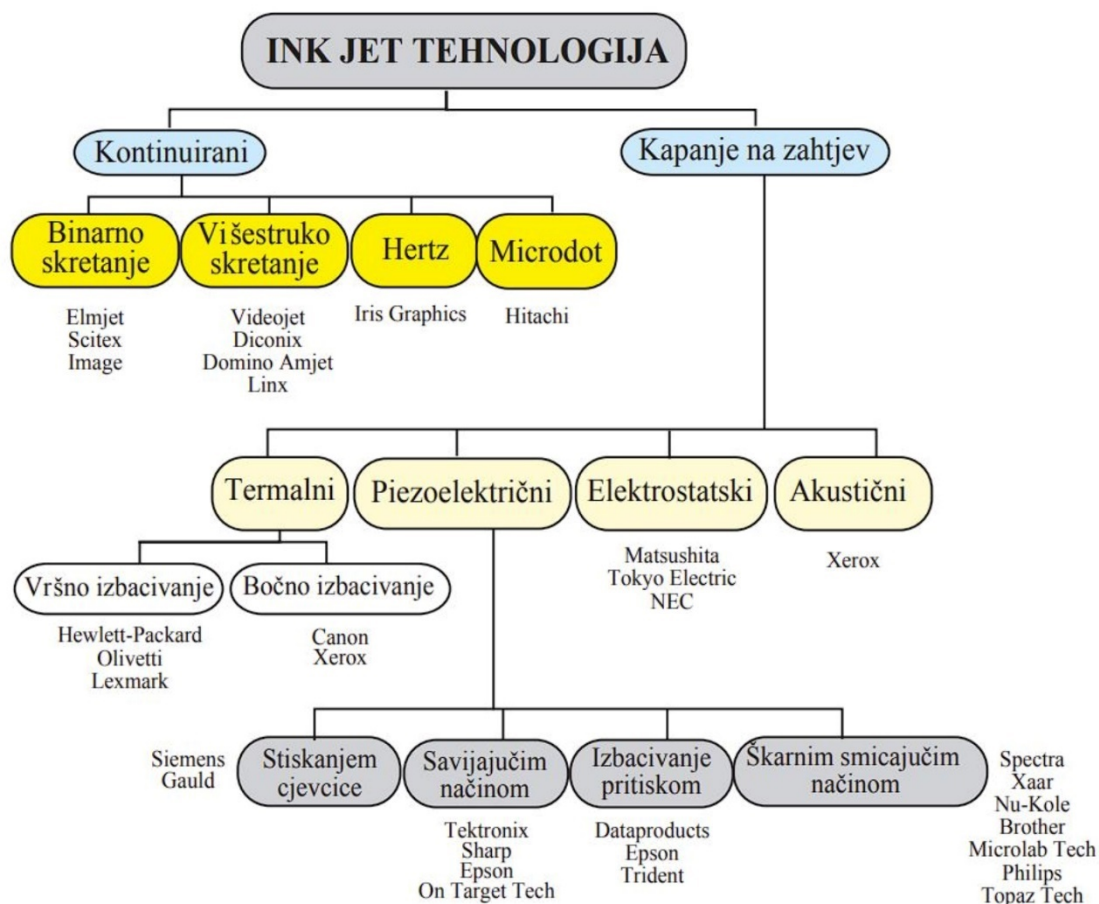 INK JET TEHNOLOGIJA
Kontinuirani
Kapanje na zahtjev
Binarno
skretanje
Višestruko
skretanje
Hertz
Microdot
Elmjet
Scitex
Image
Videojet
Diconix
Domino Amjet
Linx
Iris Graphics
Hitachi
Termalni
Piezoelektrični
Elektrostatski
Akustični
Matsushita
Tokyo Electric
NEC
Xerox
Vršno izbacivanje
Bočno izbacivanje
Hewlett-Packard
Olivetti
Lexmark
Canon
Xerox
Siemens
Gauld
Stiskanjem
cjevcice
Savijajučim
načinom
Izbacivanje
pritiskom
Škarnim smicajučim
načinom
Tektronix
Sharp
Epson
On Target Tech
Dataproducts
Epson
Trident
Spectra
Xaar
Nu-Kole
Brother
Microlab Tech
Philips
Topaz Tech